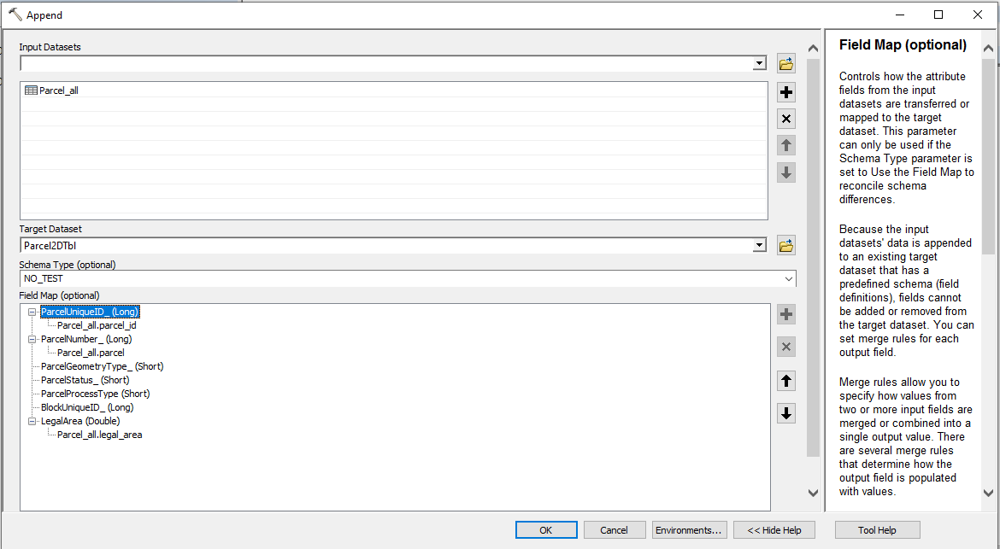 Append
Input Datasets
Parcel_all
Target Dataset
Parcel2DTbl
Schema Type (optional)
NO_TEST
Field Map (optional)
ParcelUniqueID_ (Long)
Parcel_all.parcel_id
ParcelNumber_ (Long)
Parcel_all.parcel
ParcelGeometryType_ (Short)
ParcelStatus_ (Short)
ParcelProcessType (Short)
BlockUniqueID_ (Long)
LegalArea (Double)
Parcel_all.legal_area
OK
Cancel
Environments...
<< Hide Help
Tool Help
Field Map (optional)
Controls how the attribute
fields from the input
datasets are transferred or
mapped to the target
dataset. This parameter
can only be used if the
Schema Type parameter is
set to Use the Field Map to
reconcile schema
differences.
Because the input
datasets' data is appended
to an existing target
dataset that has a
predefined schema (field
definitions), fields cannot
be added or removed from
the target dataset. You can
set merge rules for each
output field.
Merge rules allow you to
specify how values from
two or more input fields are
merged or combined into a
single output value. There
are several merge rules
that determine how the
output field is populated
with values.